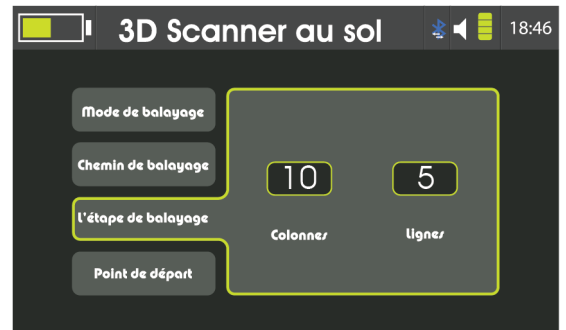 3D Scanner au sol
18:46
Mode de balayage
Chemin de balayage
L'étape de balayage
Point de départ
10
5
Colonnes
Lignes